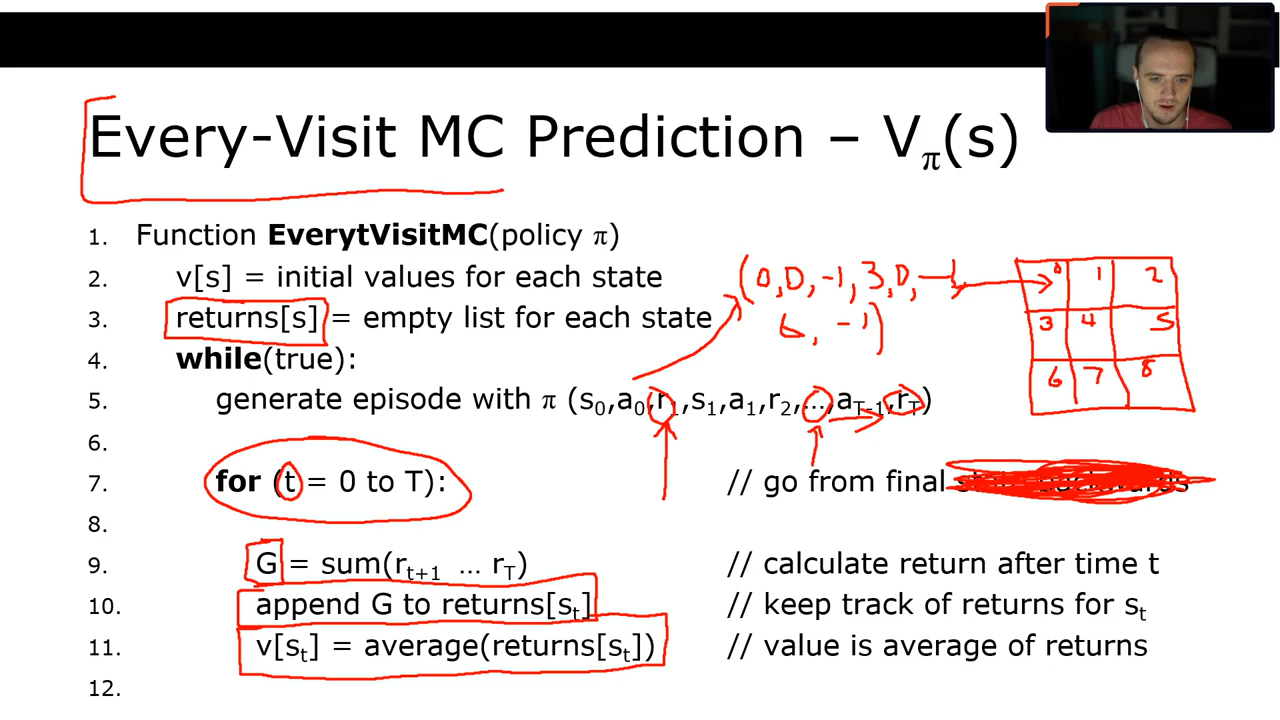 Every-Visit MC Prediction – Vπ(s)
1. Function EverytVisitMC(policy π)
2. v[s] = initial values for each state
3. returns[s] = empty list for each state
4. while(true):
5. generate episode with π (s0,a0,r1,s1,a1,r2,…,aT-1,rT)
6.
7. for (t = 0 to T): // go from final
8.
9. G = sum(rt+1 … rT) // calculate return after time t
10. append G to returns[st] // keep track of returns for st
11. v[st] = average(returns[st]) // value is average of returns
12.
(0, 0, -1, 3, 0, -1,
6, -1)
0 1 2
3 4 5
6 7 8